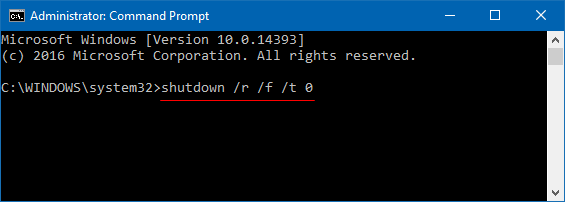 Administrator: Command Prompt
Microsoft Windows [Version 10.0.14393]
(c) 2016 Microsoft Corporation. All rights reserved.
C:\WINDOWS\system32>shutdown /r /f /t 0